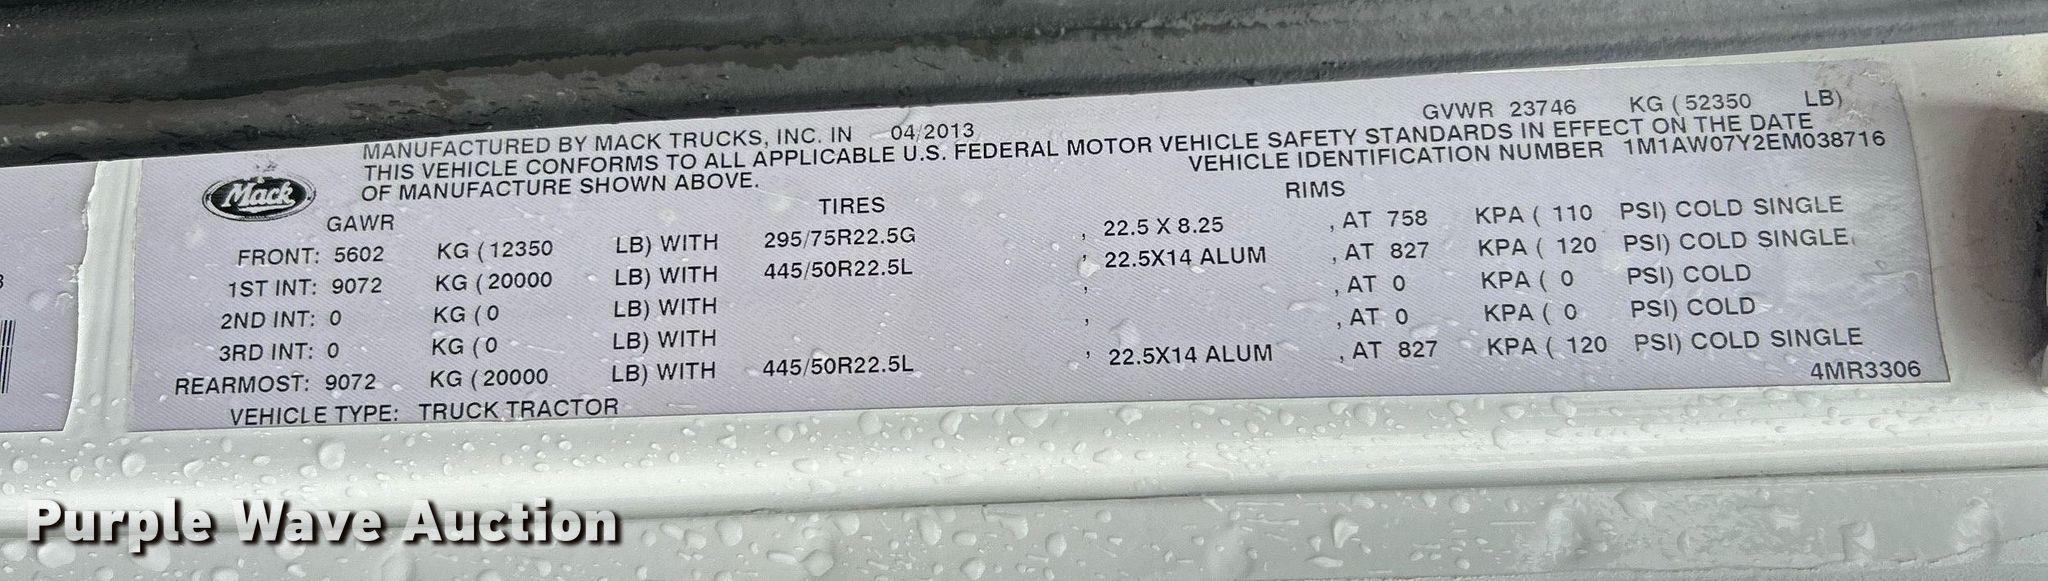 GVWR 23746 KG ( 52350 LB)
MANUFACTURED BY MACK TRUCKS, INC. IN 04/2013
THIS VEHICLE CONFORMS TO ALL APPLICABLE U.S. FEDERAL MOTOR VEHICLE SAFETY STANDARDS IN EFFECT ON THE DATE
OF MANUFACTURE SHOWN ABOVE. VEHICLE IDENTIFICATION NUMBER 1M1AW07Y2EM038716
Mack
GAWR TIRES RIMS
FRONT: 5602 KG ( 12350 LB) WITH 295/75R22.5G , 22.5 X 8.25 , AT 758 KPA ( 110 PSI) COLD SINGLE
1ST INT: 9072 KG ( 20000 LB) WITH 445/50R22.5L , 22.5X14 ALUM , AT 827 KPA ( 120 PSI) COLD SINGLE
2ND INT: 0 KG ( 0 LB) WITH , , AT 0 KPA ( 0 PSI) COLD
3RD INT: 0 KG ( 0 LB) WITH , , AT 0 KPA ( 0 PSI) COLD
REARMOST: 9072 KG ( 20000 LB) WITH 445/50R22.5L , 22.5X14 ALUM , AT 827 KPA ( 120 PSI) COLD SINGLE
VEHICLE TYPE: TRUCK TRACTOR 4MR3306
Purple Wave Auction